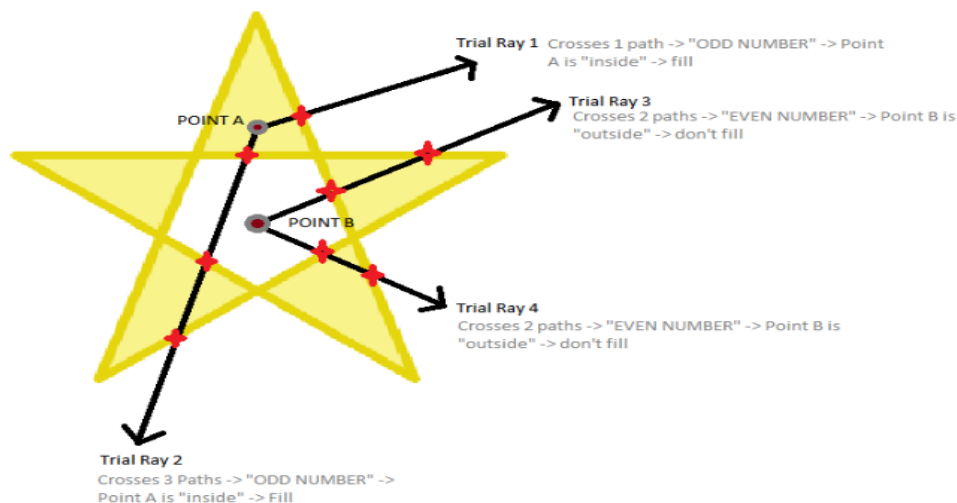 Trial Ray 1 Crosses 1 path -> "ODD NUMBER" -> Point
A is "inside" -> fill
POINT A
Trial Ray 3
Crosses 2 paths -> "EVEN NUMBER" -> Point B is
"outside" -> don't fill
POINT B
Trial Ray 4
Crosses 2 paths -> "EVEN NUMBER" -> Point B is
"outside" -> don't fill
Trial Ray 2
Crosses 3 Paths -> "ODD NUMBER" ->
Point A is "inside" -> Fill